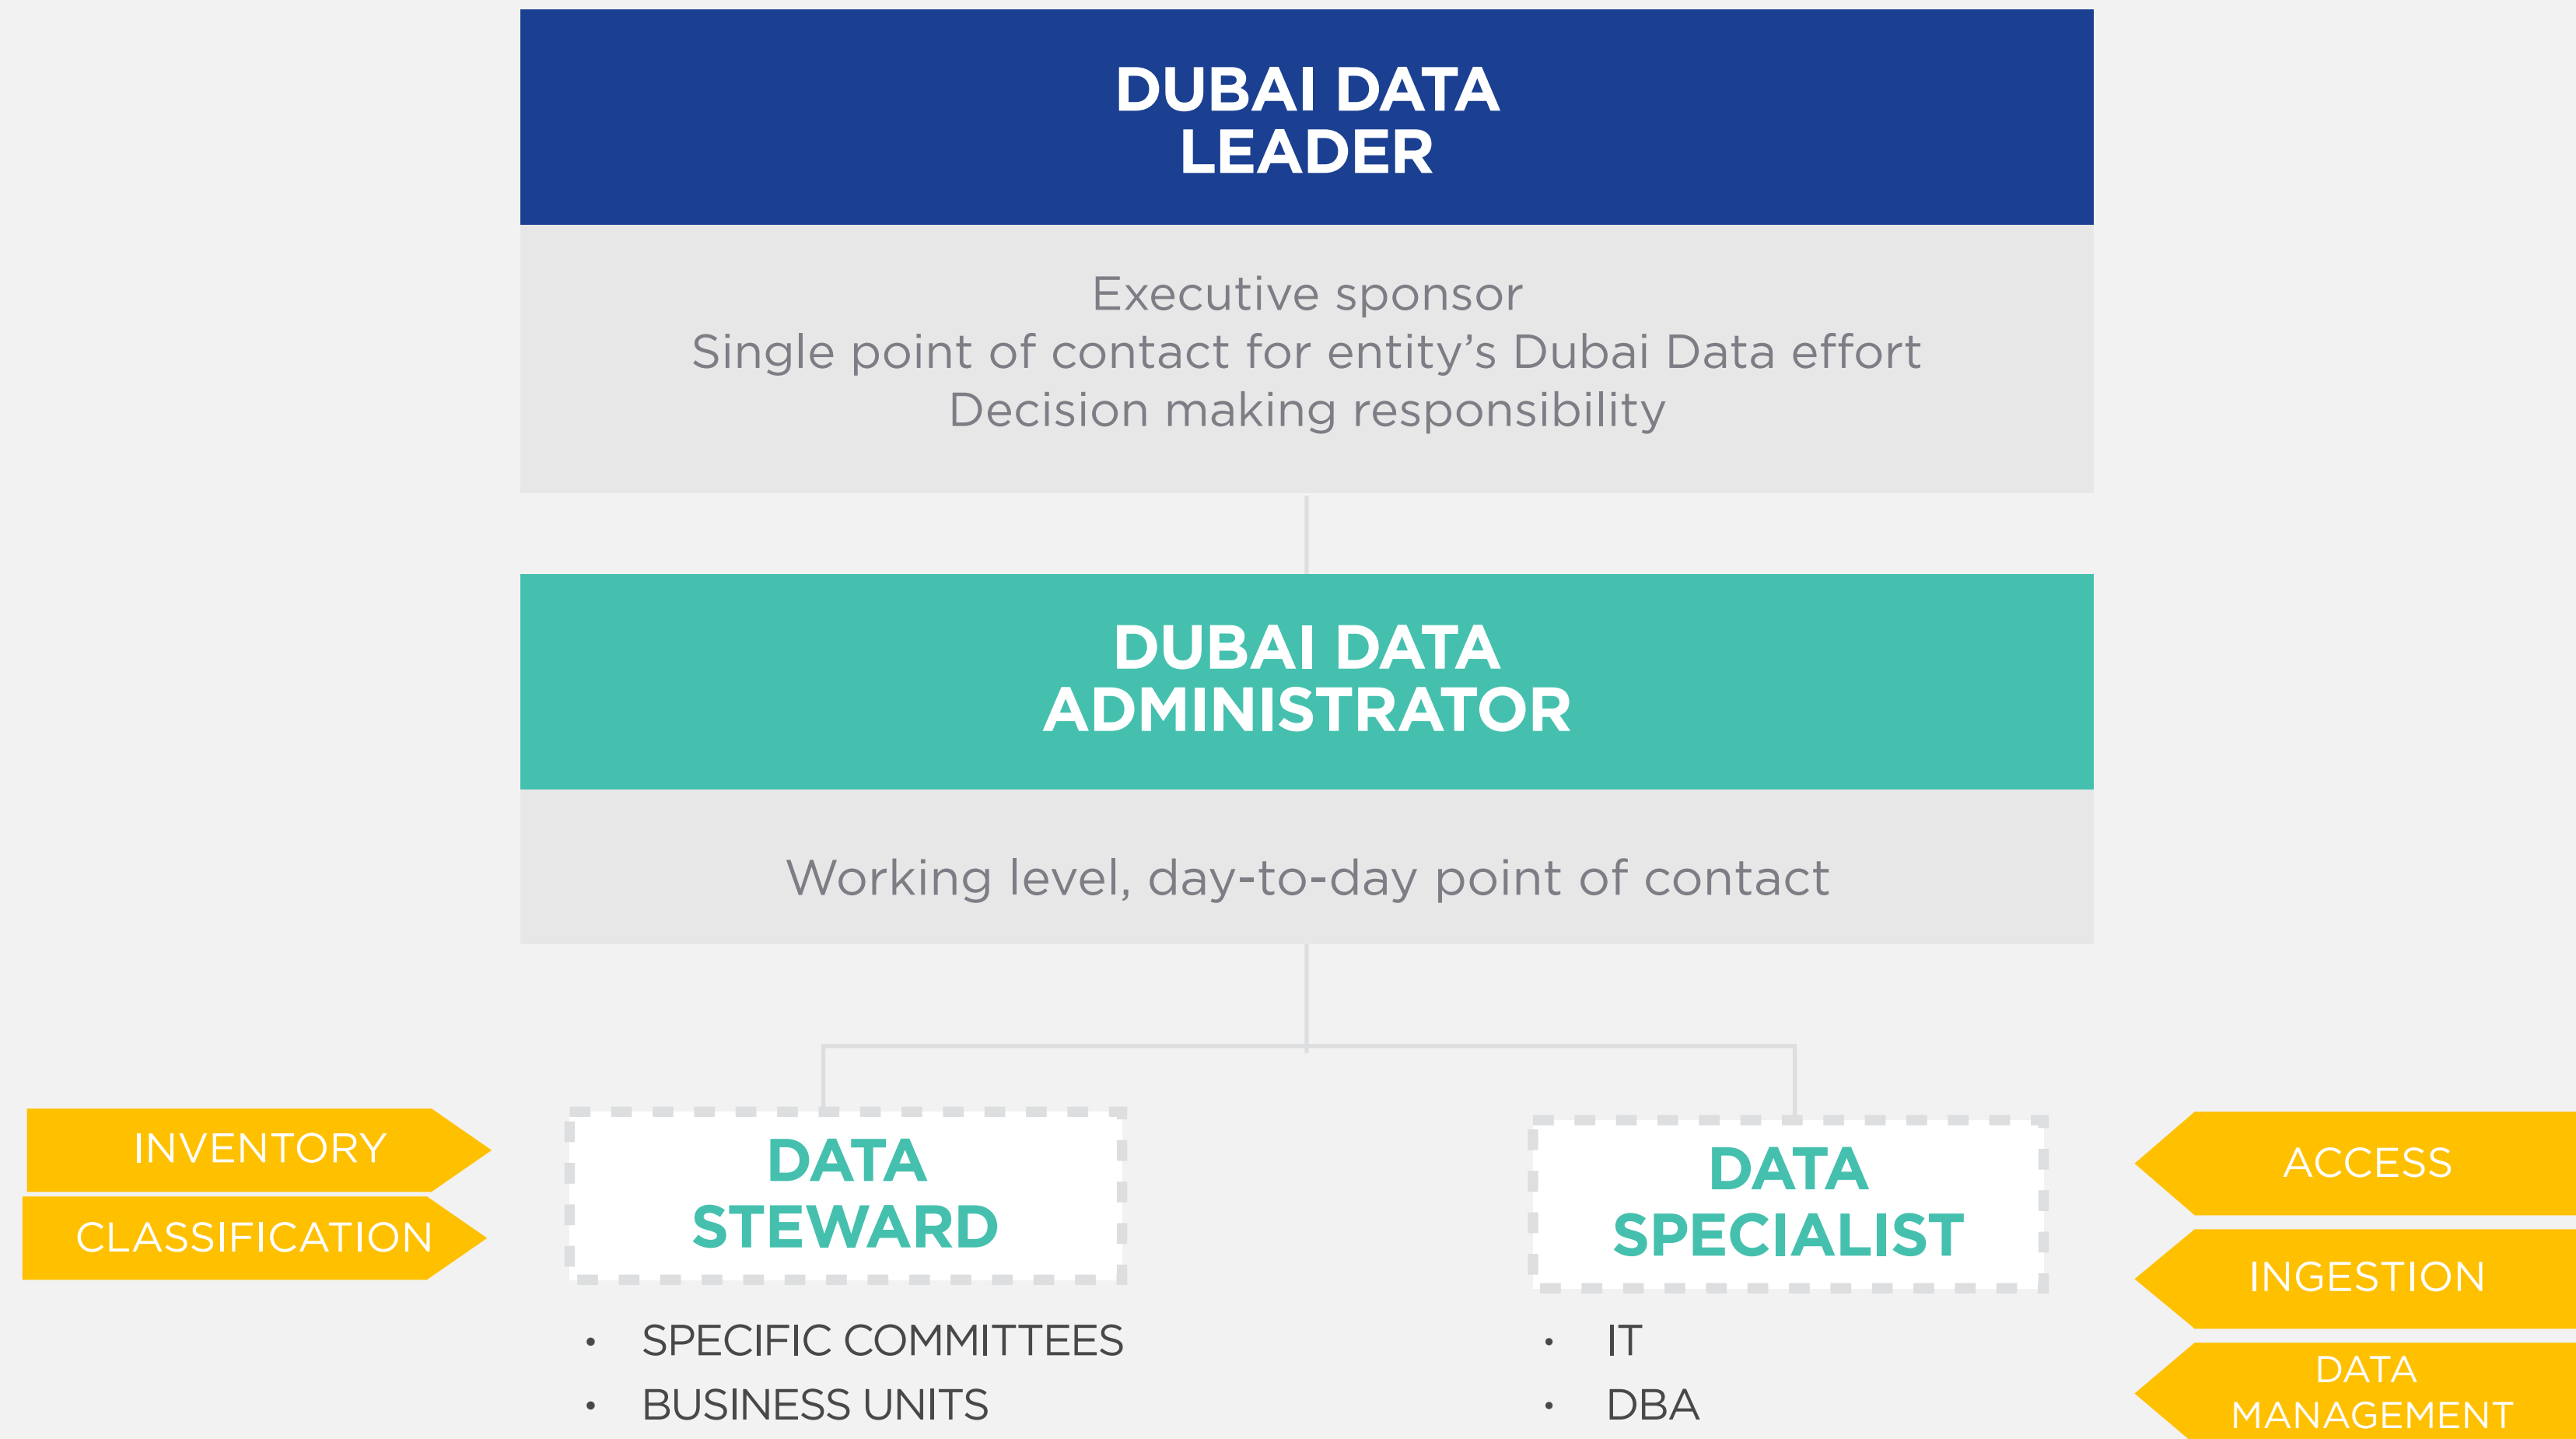 DUBAI DATA
LEADER
Executive sponsor
Single point of contact for entity’s Dubai Data effort
Decision making responsibility
DUBAI DATA
ADMINISTRATOR
Working level, day-to-day point of contact
INVENTORY
CLASSIFICATION
DATA
STEWARD
• SPECIFIC COMMITTEES
• BUSINESS UNITS
DATA
SPECIALIST
• IT
• DBA
ACCESS
INGESTION
DATA
MANAGEMENT